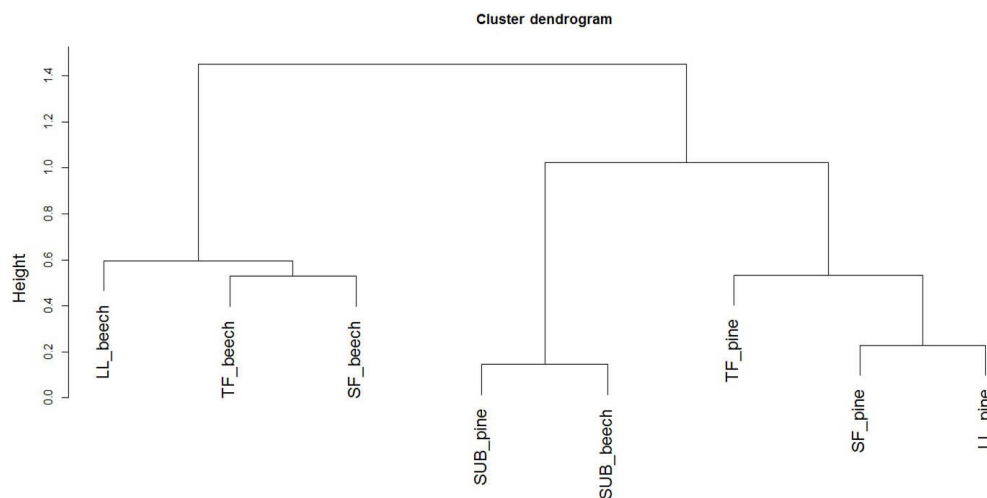 Cluster dendrogram
Height
1.4
1.2
1.0
0.8
0.6
0.4
0.2
0.0
LL_beech
TF_beech
SF_beech
SUB_pine
SUB_beech
TF_pine
SF_pine
LL_pine